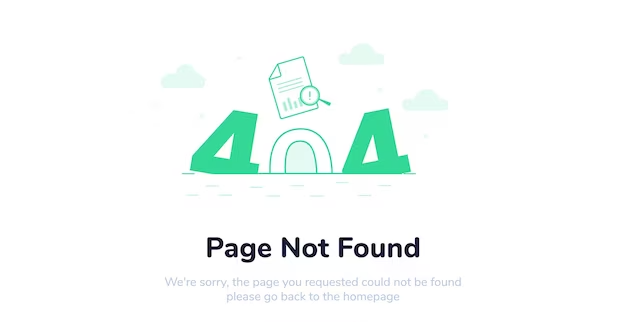 404
Page Not Found
We're sorry, the page you requested could not be found
please go back to the homepage